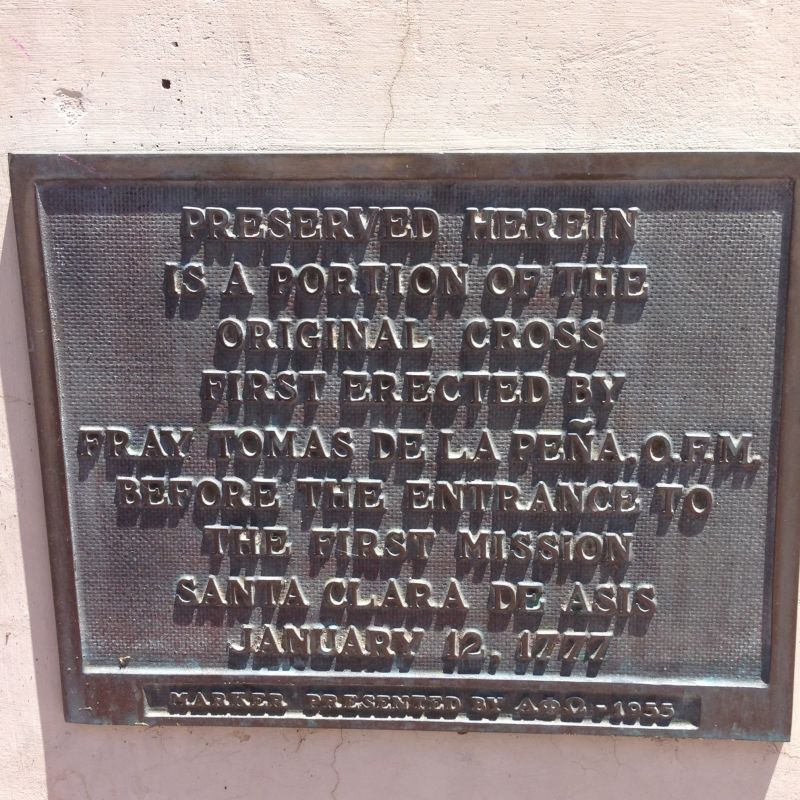 PRESERVED HEREIN
IS A PORTION OF THE
ORIGINAL CROSS
FIRST ERECTED BY
FRAY TOMAS DE LA PEÑA, O.F.M.
BEFORE THE ENTRANCE TO
THE FIRST MISSION
SANTA CLARA DE ASIS
JANUARY 12, 1777
MARKER PRESENTED BY ΑΦΩ - 1955